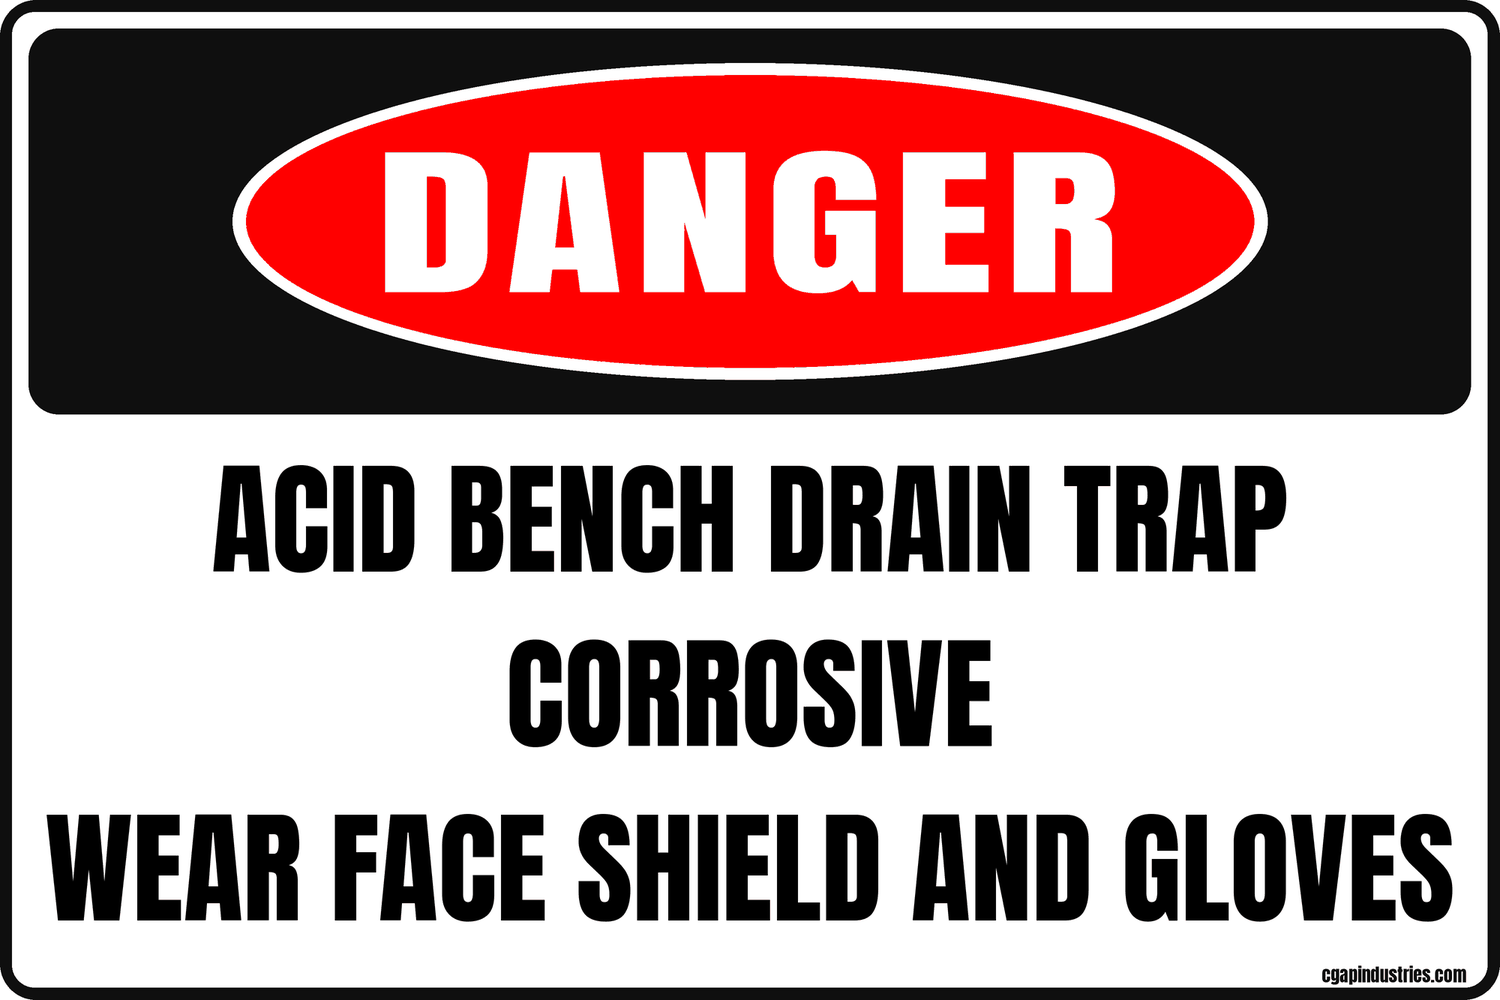 DANGER
ACID BENCH DRAIN TRAP
CORROSIVE
WEAR FACE SHIELD AND GLOVES
cgapindustries.com